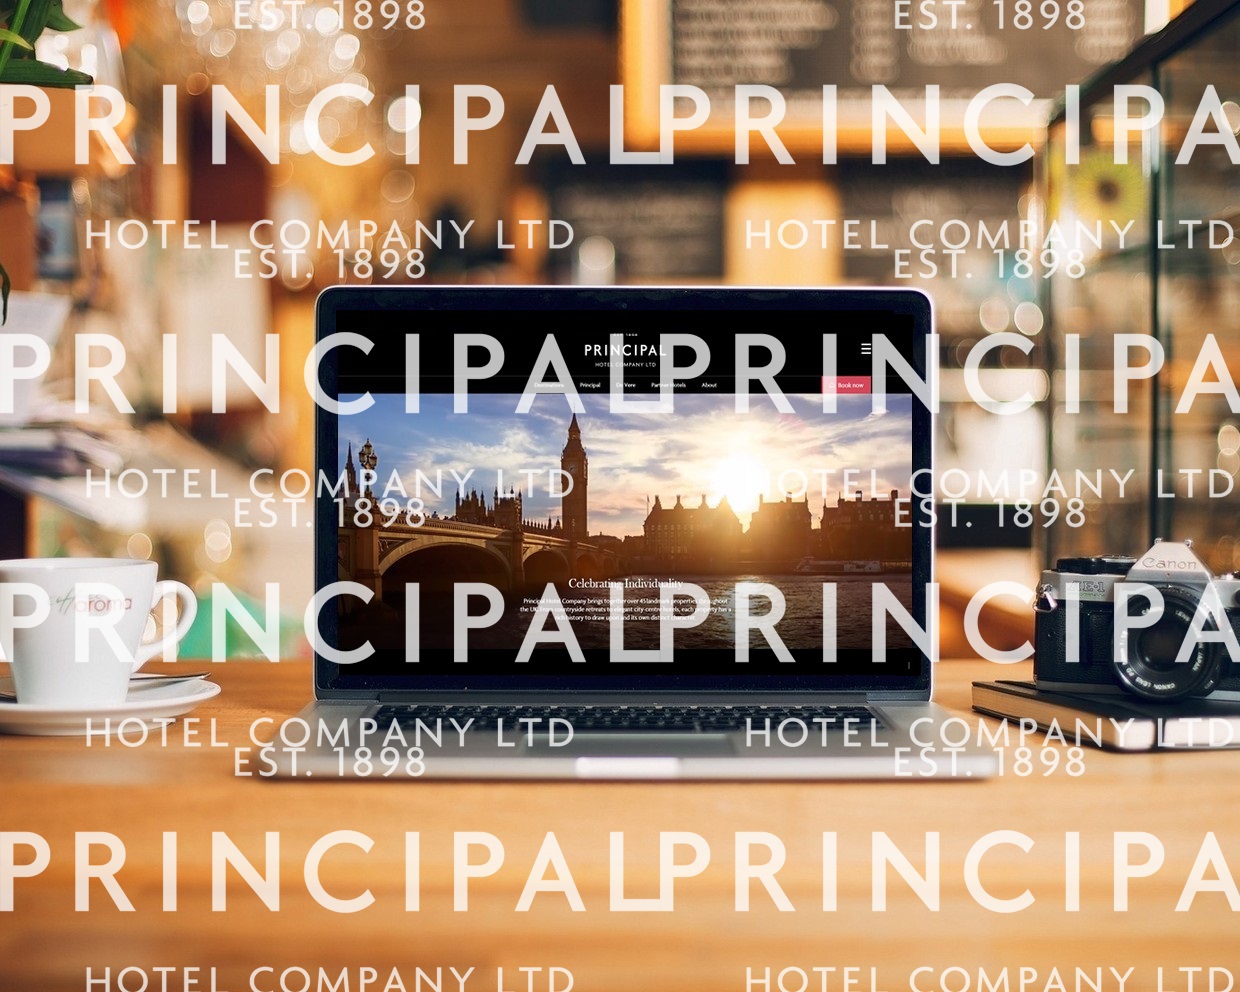 EST. 1898 EST. 1898
PRINCIPAL PRINCIPA
HOTEL COMPANY LTD HOTEL COMPANY LTD
EST. 1898 EST. 1898
PRINCIPAL PRINCIPA
PRINCIPAL
HOTEL COMPANY LTD
Destinations Principal De Vere Partner Hotels About Book now
HOTEL COMPANY LTD HOTEL COMPANY LTD
EST. 1898 EST. 1898
Celebrating Individuality
Principal Hotel Company brings together over 45 landmark properties throughout
the UK. From countryside retreats to elegant city-centre hotels, each property has a
rich history to draw upon and its own distinct character.
aroma
Canon
AE-1
PRINCIPAL PRINCIPA
HOTEL COMPANY LTD HOTEL COMPANY LTD
EST. 1898 EST. 1898
PRINCIPAL PRINCIPA
HOTEL COMPANY LTD HOTEL COMPANY LTD